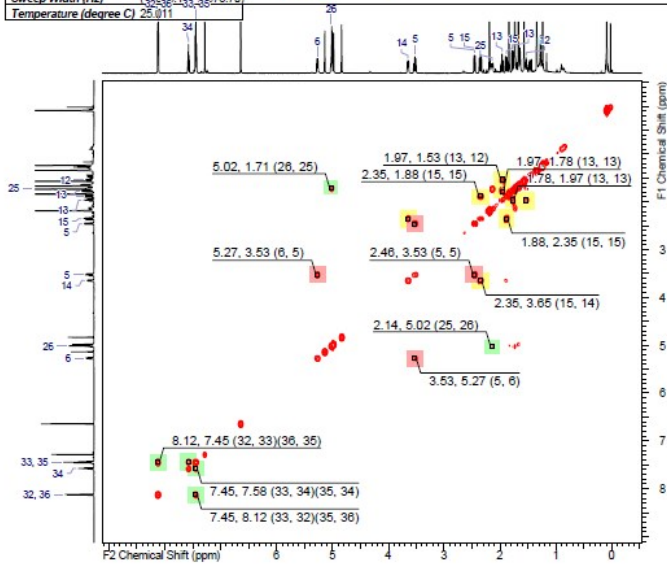 Temperature (degree C) 25.011
32-36
33, 35
34
26
6
14
5
5
15
25
13
15
13
12
5.02, 1.71 (26, 25)
1.97, 1.53 (13, 12)
1.97, 1.78 (13, 13)
2.35, 1.88 (15, 15)
1.78, 1.97 (13, 13)
1.88, 2.35 (15, 15)
5.27, 3.53 (6, 5)
2.46, 3.53 (5, 5)
2.35, 3.65 (15, 14)
2.14, 5.02 (25, 26)
3.53, 5.27 (5, 6)
8.12, 7.45 (32, 33)(36, 35)
7.45, 7.58 (33, 34)(35, 34)
7.45, 8.12 (33, 32)(35, 36)
12
25
13
13
15
5
5
14
26
6
33, 35
34
32, 36
F1 Chemical Shift (ppm)
0
1
2
3
4
5
6
7
8
F2 Chemical Shift (ppm)
6
5
4
3
2
1
0